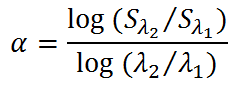 α = log (S_λ₂/S_λ₁) / log (λ₂/λ₁)